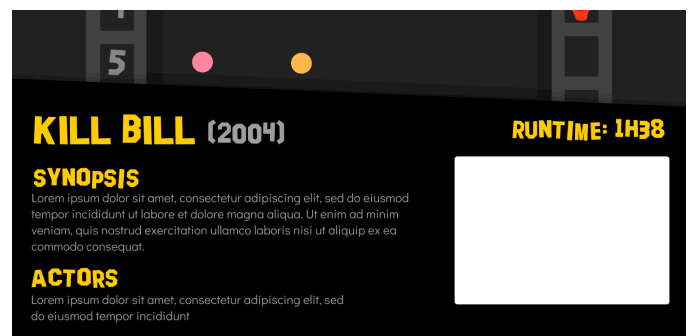 5
KILL BILL (2004)
RUNTIME: 1H38
SYNOPSIS
Lorem ipsum dolor sit amet, consectetur adipiscing elit, sed do eiusmod
tempor incididunt ut labore et dolore magna aliqua. Ut enim ad minim
veniam, quis nostrud exercitation ullamco laboris nisi ut aliquip ex ea
commodo consequat.
ACTORS
Lorem ipsum dolor sit amet, consectetur adipiscing elit, sed
do eiusmod tempor incididunt